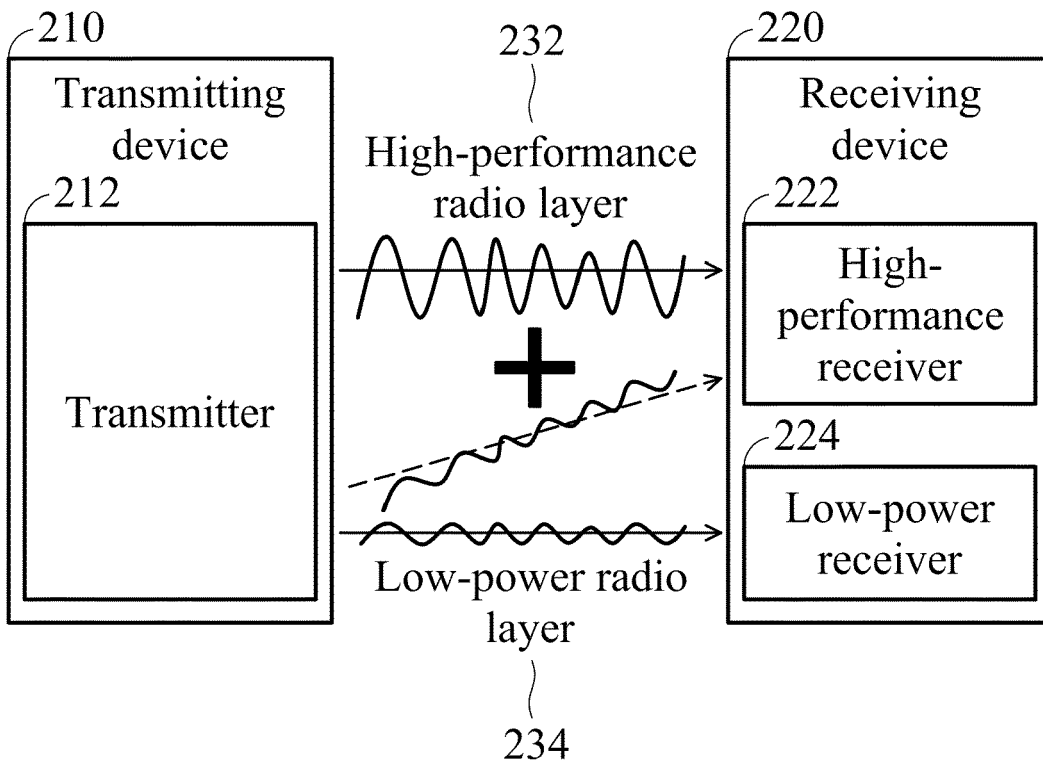 210
Transmitting
device
212
Transmitter
232
High-performance
radio layer
Low-power radio
layer
234
220
Receiving
device
222
High-
performance
receiver
224
Low-power
receiver